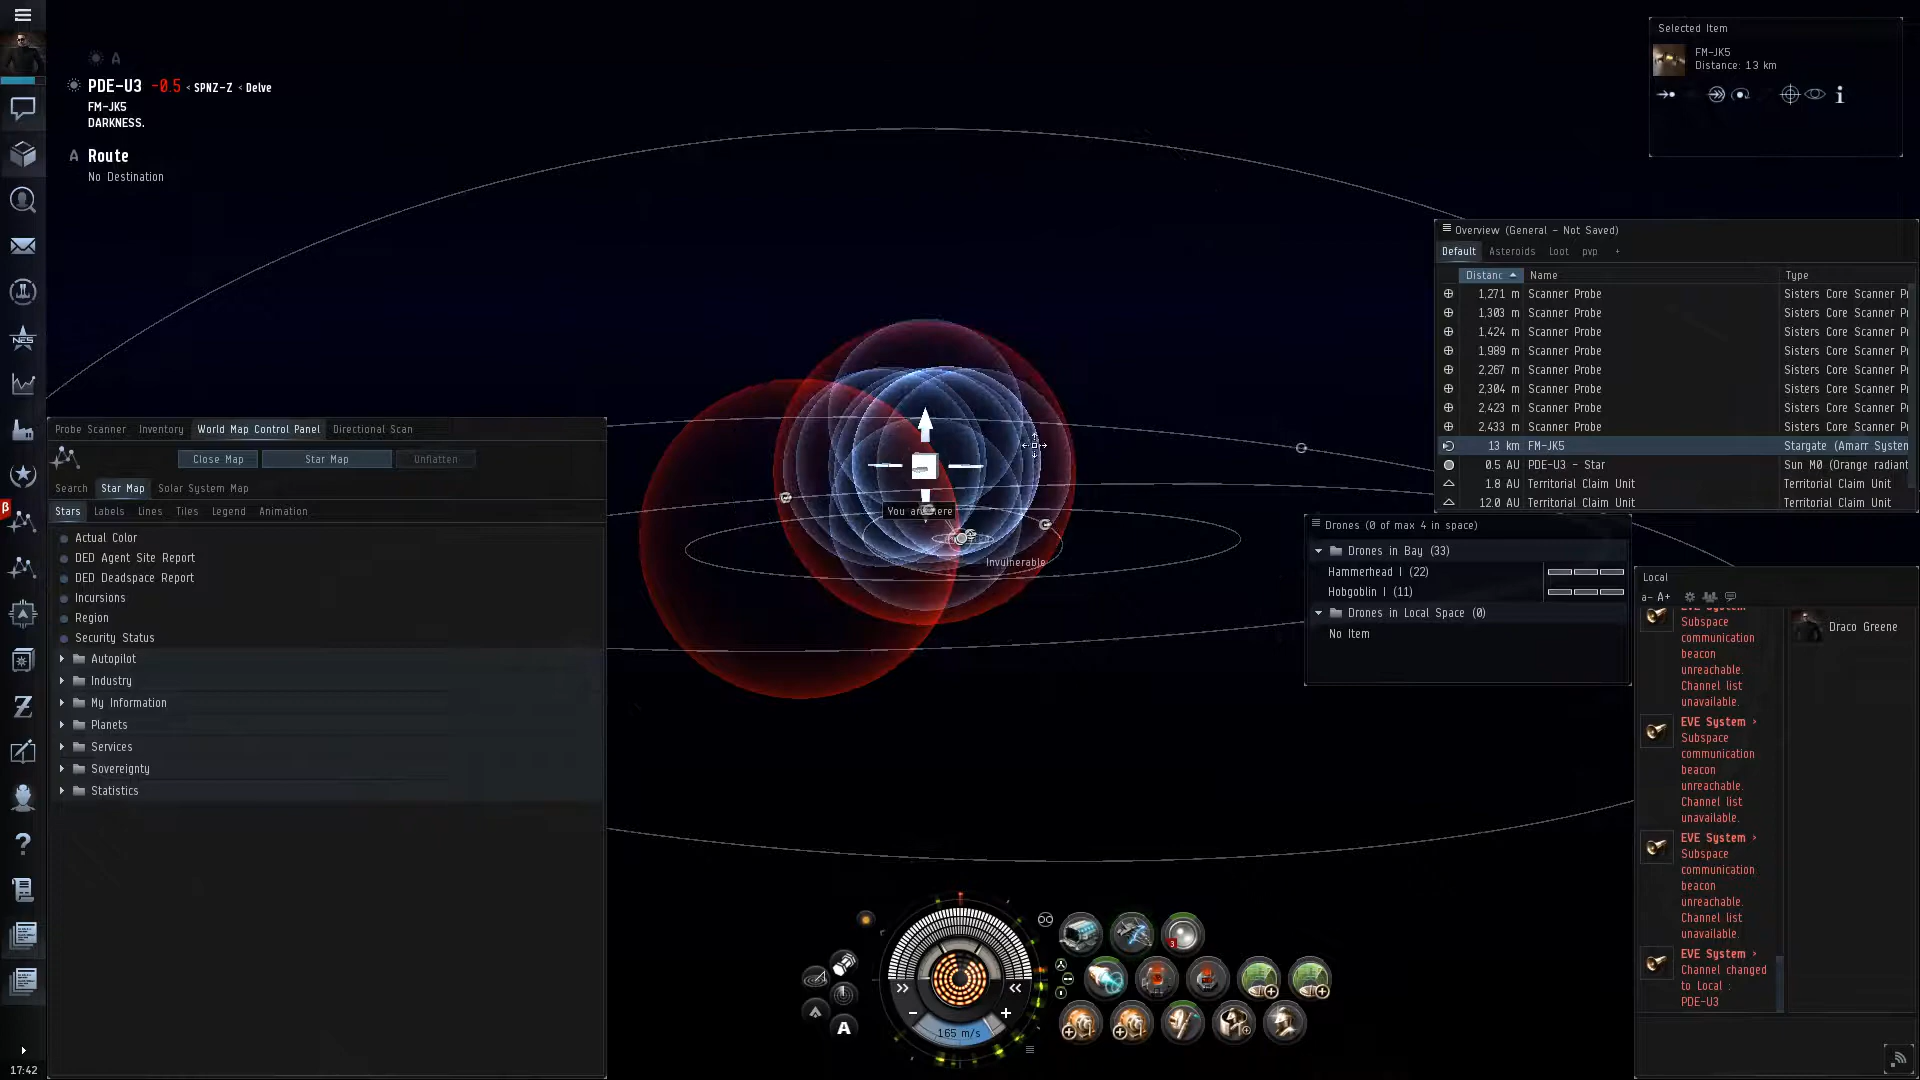 A
PDE-U3 -0.5 < SPNZ-Z < Delve
FM-JK5
DARKNESS.
A Route
No Destination
Selected Item
FM-JK5
Distance: 13 km
Overview (General - Not Saved)
Default Asteroids Loot pvp +
Distanc Name Type
1,271 m Scanner Probe Sisters Core Scanner Pr
1,303 m Scanner Probe Sisters Core Scanner Pr
1,424 m Scanner Probe Sisters Core Scanner Pr
1,989 m Scanner Probe Sisters Core Scanner Pr
2,267 m Scanner Probe Sisters Core Scanner Pr
2,304 m Scanner Probe Sisters Core Scanner Pr
2,423 m Scanner Probe Sisters Core Scanner Pr
2,433 m Scanner Probe Sisters Core Scanner Pr
13 km FM-JK5 Stargate (Amarr System
0.5 AU PDE-U3 - Star Sun M0 (Orange radiant
1.8 AU Territorial Claim Unit Territorial Claim Unit
12.0 AU Territorial Claim Unit Territorial Claim Unit
Probe Scanner Inventory World Map Control Panel Directional Scan
Close Map Star Map Unflatten
Search Star Map Solar System Map
Stars Labels Lines Tiles Legend Animation
Actual Color
DED Agent Site Report
DED Deadspace Report
Incursions
Region
Security Status
Autopilot
Industry
My Information
Planets
Services
Sovereignty
Statistics
You are here
Invulnerable
Drones (0 of max 4 in space)
Drones in Bay (33)
Hammerhead I (22)
Hobgoblin I (11)
Drones in Local Space (0)
No Item
Local
a- A+
EVE System >
Subspace
communication
beacon
unreachable.
Channel list
unavailable.
EVE System >
Subspace
communication
beacon
unreachable.
Channel list
unavailable.
EVE System >
Subspace
communication
beacon
unreachable.
Channel list
unavailable.
EVE System >
Channel changed
to Local :
PDE-U3
Draco Greene
NES
β
3
A
165 m/s
17:42